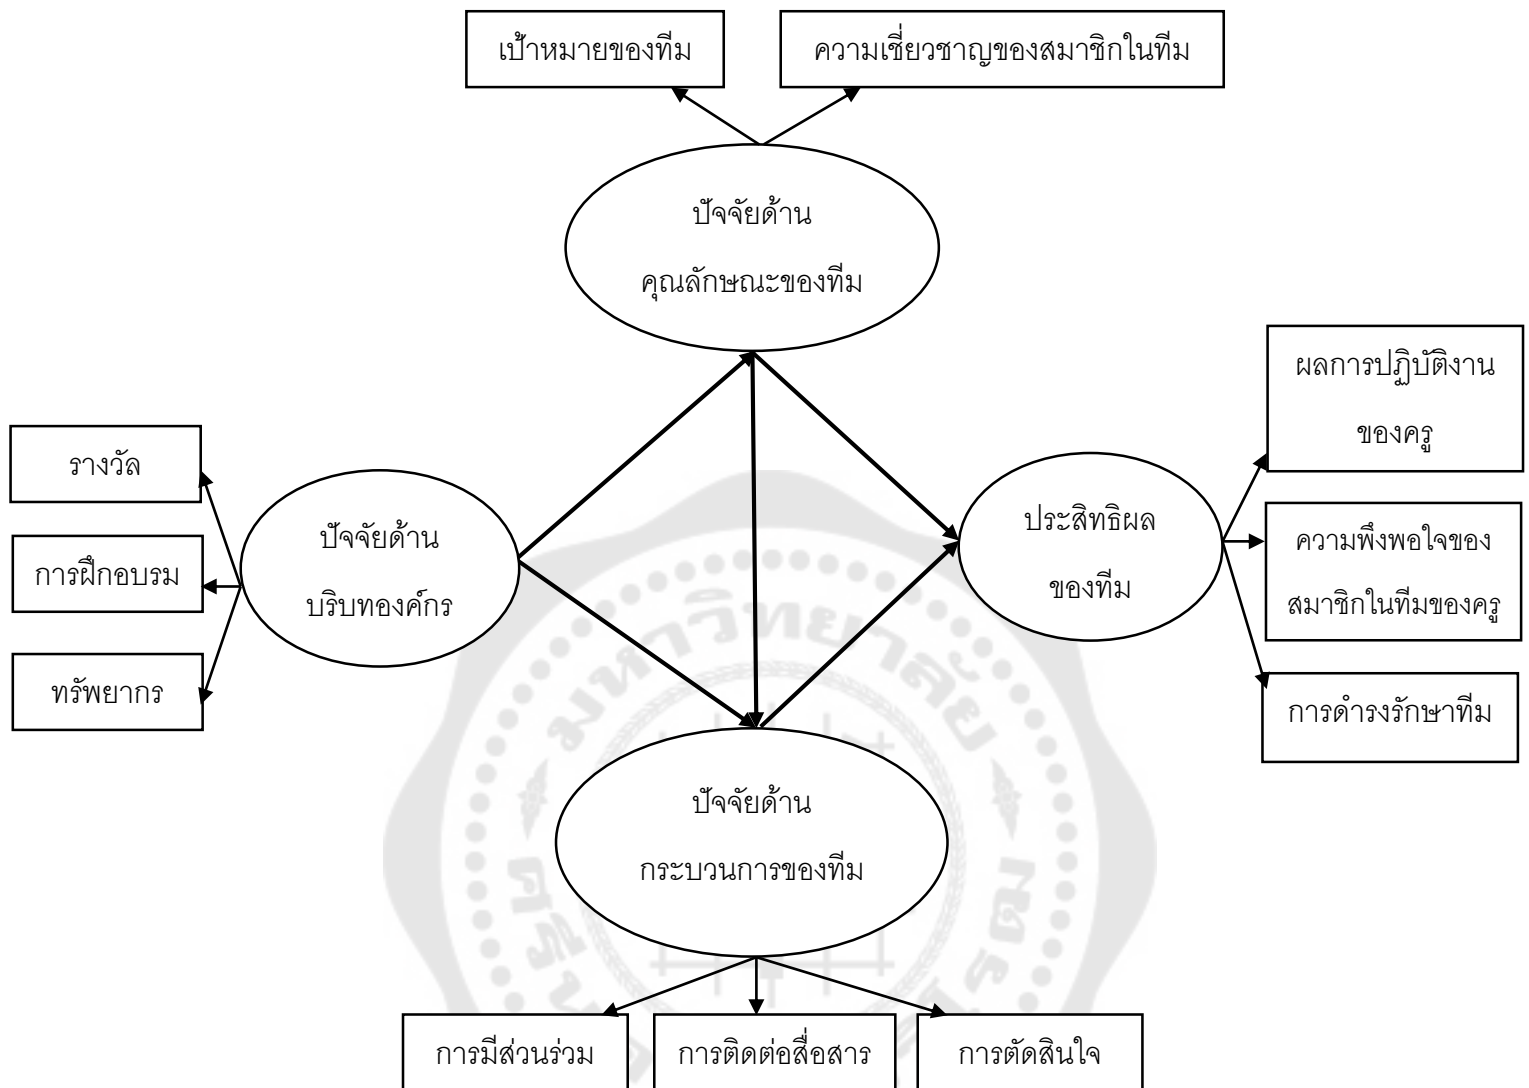 เป้าหมายของทีม
ความเชี่ยวชาญของสมาชิกในทีม
ปัจจัยด้าน
คุณลักษณะของทีม
ผลการปฏิบัติงาน
ของครู
รางวัล
ปัจจัยด้าน
บริบทองค์กร
ประสิทธิผล
ของทีม
การฝึกอบรม
ความพึงพอใจของ
สมาชิกในทีมของครู
ทรัพยากร
การดำรงรักษาทีม
มหาวิทยาลัย
ปัจจัยด้าน
กระบวนการของทีม
การมีส่วนร่วม
การติดต่อสื่อสาร
การตัดสินใจ